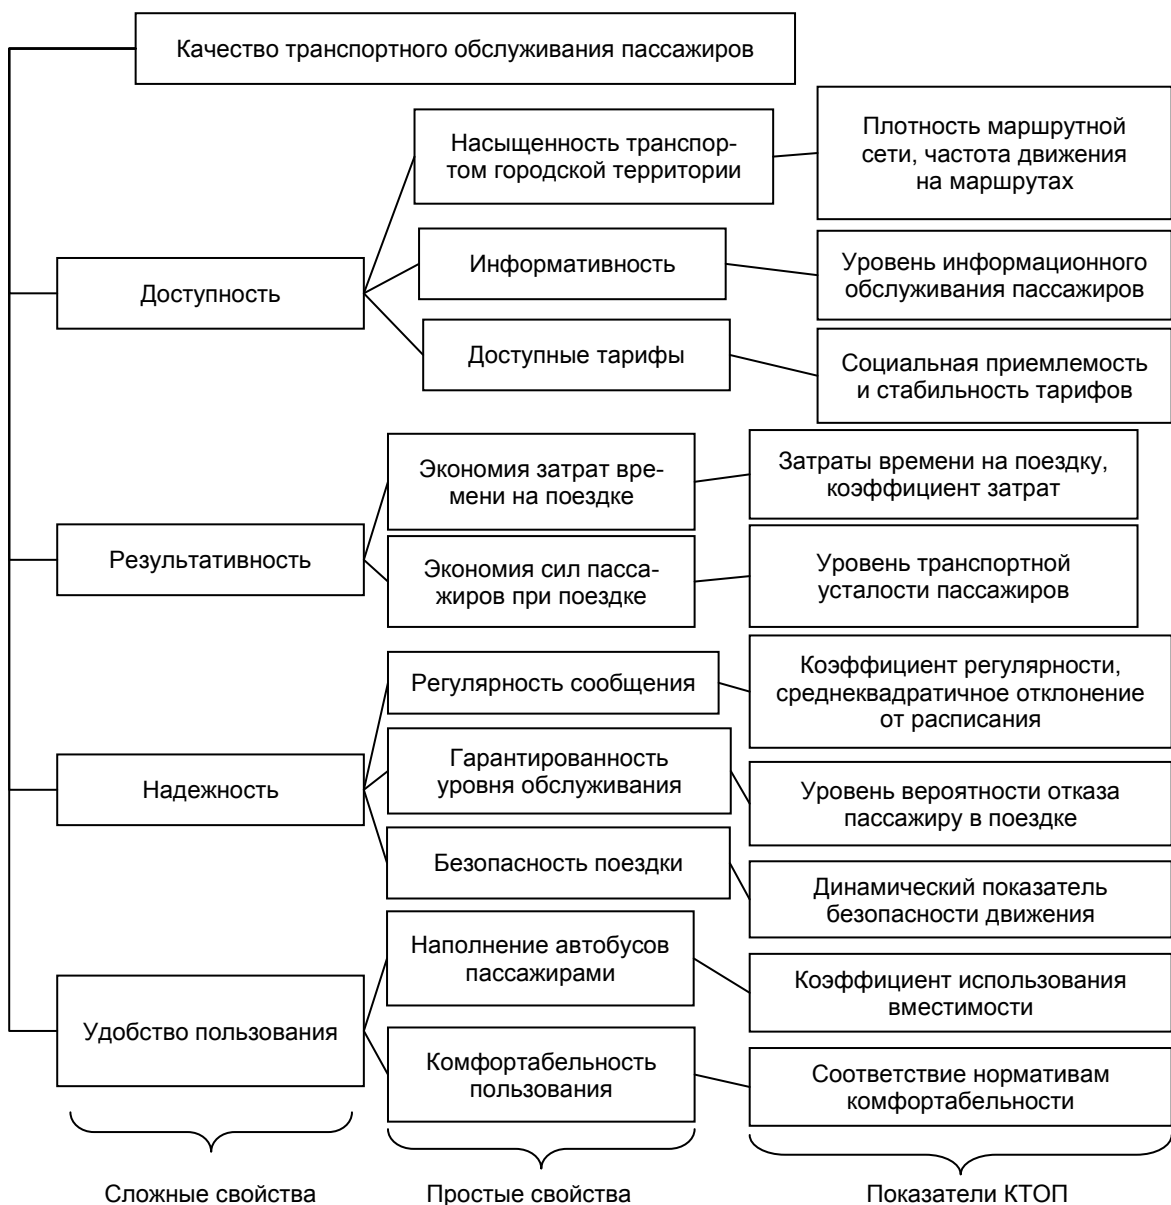 Качество транспортного обслуживания пассажиров
Насыщенность транспор-
том городской территории
Плотность маршрутной
сети, частота движения
на маршрутах
Доступность
Информативность
Уровень информационного
обслуживания пассажиров
Доступные тарифы
Социальная приемлемость
и стабильность тарифов
Результативность
Экономия затрат вре-
мени на поездке
Затраты времени на поездку,
коэффициент затрат
Экономия сил пасса-
жиров при поездке
Уровень транспортной
усталости пассажиров
Надежность
Регулярность сообщения
Коэффициент регулярности,
среднеквадратичное отклонение
от расписания
Гарантированность
уровня обслуживания
Уровень вероятности отказа
пассажиру в поездке
Безопасность поездки
Динамический показатель
безопасности движения
Удобство пользования
Наполнение автобусов
пассажирами
Коэффициент использования
вместимости
Комфортабельность
пользования
Соответствие нормативам
комфортабельности
Сложные свойства
Простые свойства
Показатели КТОП